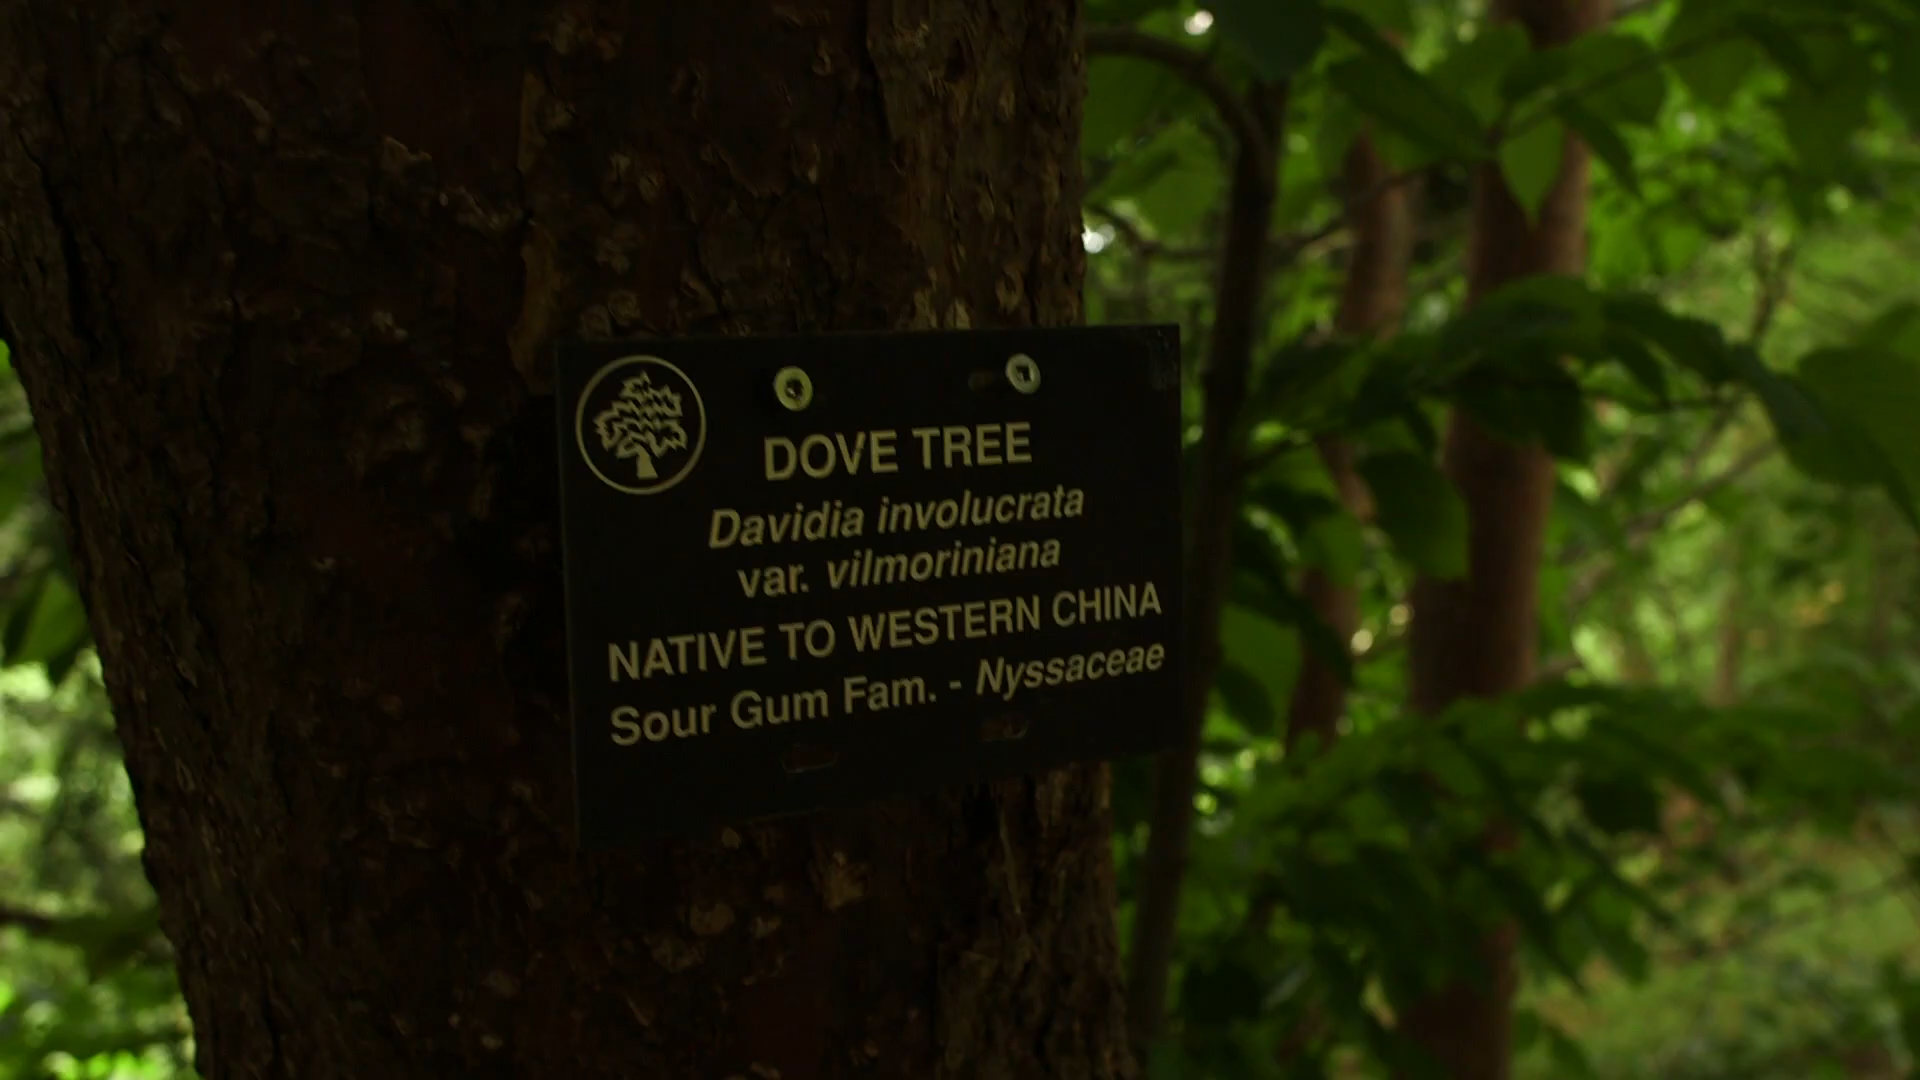 DOVE TREE
Davidia involucrata
var. vilmoriniana
NATIVE TO WESTERN CHINA
Sour Gum Fam. - Nyssaceae